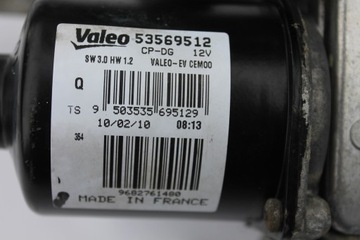 Valeo 53569512
CP-DG 12V
SW 3.0 HW 1.2 VALEO-EV CEMOO
Q
TS 9 503535 695129
10/02/10 08:13
354
9682761480
MADE IN FRANCE